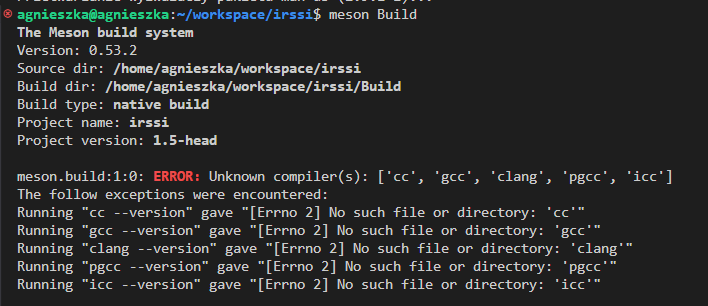 agnieszka@agnieszka:~/workspace/irssi$ meson Build
The Meson build system
Version: 0.53.2
Source dir: /home/agnieszka/workspace/irssi
Build dir: /home/agnieszka/workspace/irssi/Build
Build type: native build
Project name: irssi
Project version: 1.5-head
meson.build:1:0: ERROR: Unknown compiler(s): ['cc', 'gcc', 'clang', 'pgcc', 'icc']
The follow exceptions were encountered:
Running "cc --version" gave "[Errno 2] No such file or directory: 'cc'"
Running "gcc --version" gave "[Errno 2] No such file or directory: 'gcc'"
Running "clang --version" gave "[Errno 2] No such file or directory: 'clang'"
Running "pgcc --version" gave "[Errno 2] No such file or directory: 'pgcc'"
Running "icc --version" gave "[Errno 2] No such file or directory: 'icc'"